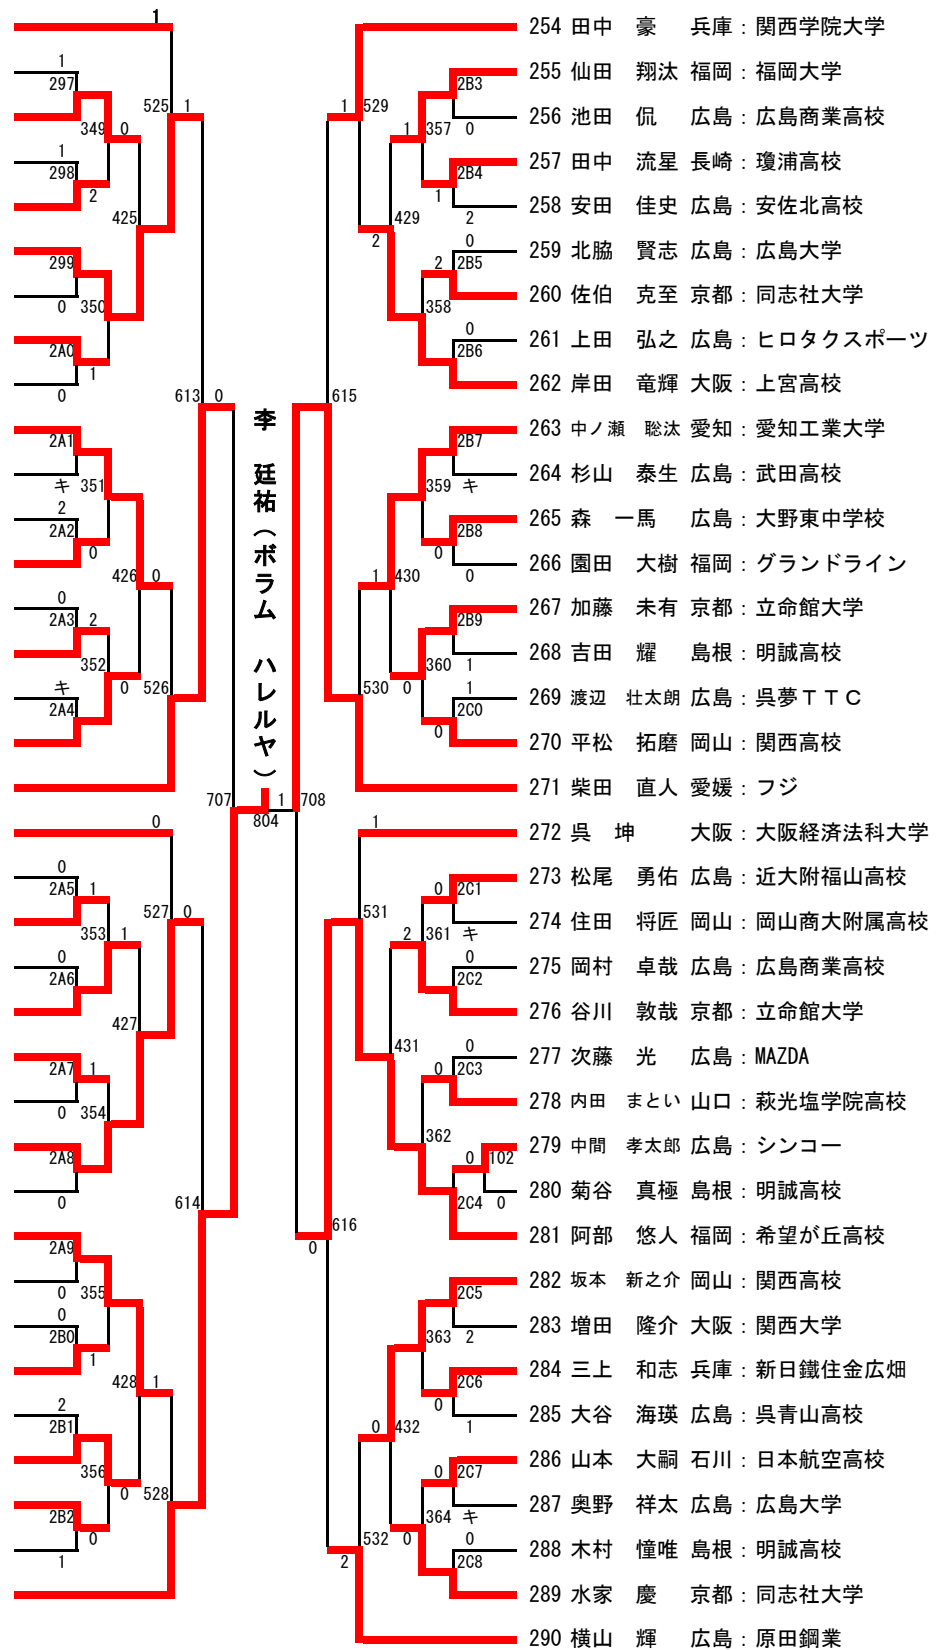 254 田中　豪　兵庫：関西学院大学
255 仙田　翔汰 福岡：福岡大学
256 池田　侃　広島：広島商業高校
257 田中　流星 長崎：瓊浦高校
258 安田　佳史 広島：安佐北高校
259 北脇　賢志 広島：広島大学
260 佐伯　克至 京都：同志社大学
261 上田　弘之 広島：ヒロタクスポーツ
262 岸田　竜輝 大阪：上宮高校
263 中ノ瀬　聡汰 愛知：愛知工業大学
264 杉山　泰生 広島：武田高校
265 森　一馬　広島：大野東中学校
266 園田　大樹 福岡：グランドライン
267 加藤　未有 京都：立命館大学
268 吉田　耀　島根：明誠高校
269 渡辺　壮太朗 広島：呉夢ＴＴＣ
270 平松　拓磨 岡山：関西高校
271 柴田　直人 愛媛：フジ
272 呉　坤　大阪：大阪経済法科大学
273 松尾　勇佑 広島：近大附福山高校
274 住田　将匠 岡山：岡山商大附属高校
275 岡村　卓哉 広島：広島商業高校
276 谷川　敦哉 京都：立命館大学
277 次藤　光　広島：MAZDA
278 内田　まとい 山口：萩光塩学院高校
279 中間　孝太郎 広島：シンコー
280 菊谷　真極 島根：明誠高校
281 阿部　悠人 福岡：希望が丘高校
282 坂本　新之介 岡山：関西高校
283 増田　隆介 大阪：関西大学
284 三上　和志 兵庫：新日鐵住金広畑
285 大谷　海瑛 広島：呉青山高校
286 山本　大嗣 石川：日本航空高校
287 奥野　祥太 広島：広島大学
288 木村　憧唯 島根：明誠高校
289 水家　慶　京都：同志社大学
290 横山　輝　広島：原田鋼業
李　廷祐（ボラム　ハレルヤ）
1
1
297
525 1
349 0
1
298
2
425
299
0 350
2A0
1
0
613 0
2A1
キ 351
2
2A2
0
426 0
0
2A3 2
352
0 526
キ
2A4
707
804
1 708
0
0
2A5 1
527 0
353 1
0
2A6
427
2A7 1
0 354
2A8
0
614
2A9
0 355
0
2B0
1
428 1
2
2B1
356
0 528
2B2
0
1
1 529
2B3
1 357
0
2B4
1
2
429
2
0
2 2B5
358
0
2B6
615
2B7
359 キ
2B8
0
0
1 430
2B9
360 1
0
1
2C0
0
530
1
0 2C1
531
2 361 キ
0
2C2
431
0
0 2C3
362
0 102
2C4 0
616
0
2C5
363 2
2C6
0
1
0 432
0 2C7
364 キ
0
0
2C8
532
2